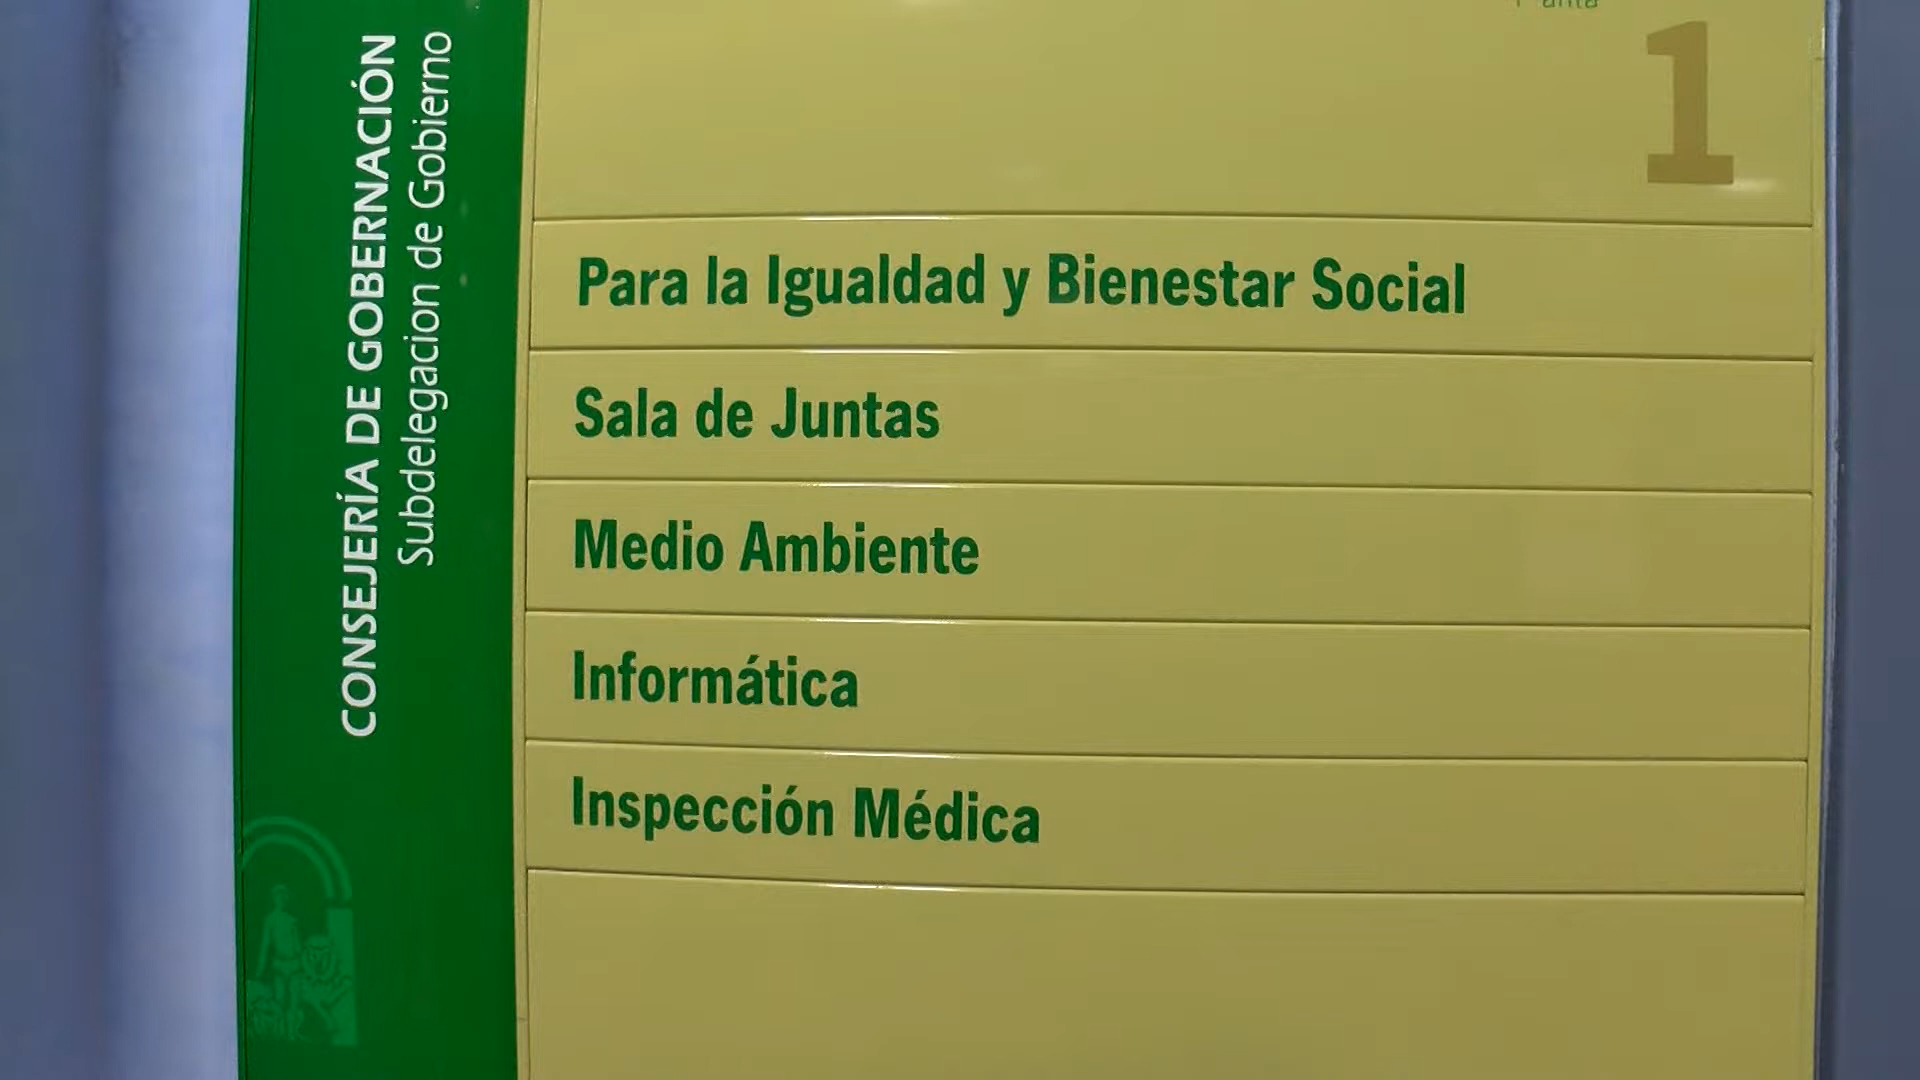 CONSEJERÍA DE GOBERNACIÓN
Subdelegacion de Gobierno
Planta
1
Para la Igualdad y Bienestar Social
Sala de Juntas
Medio Ambiente
Informática
Inspección Médica